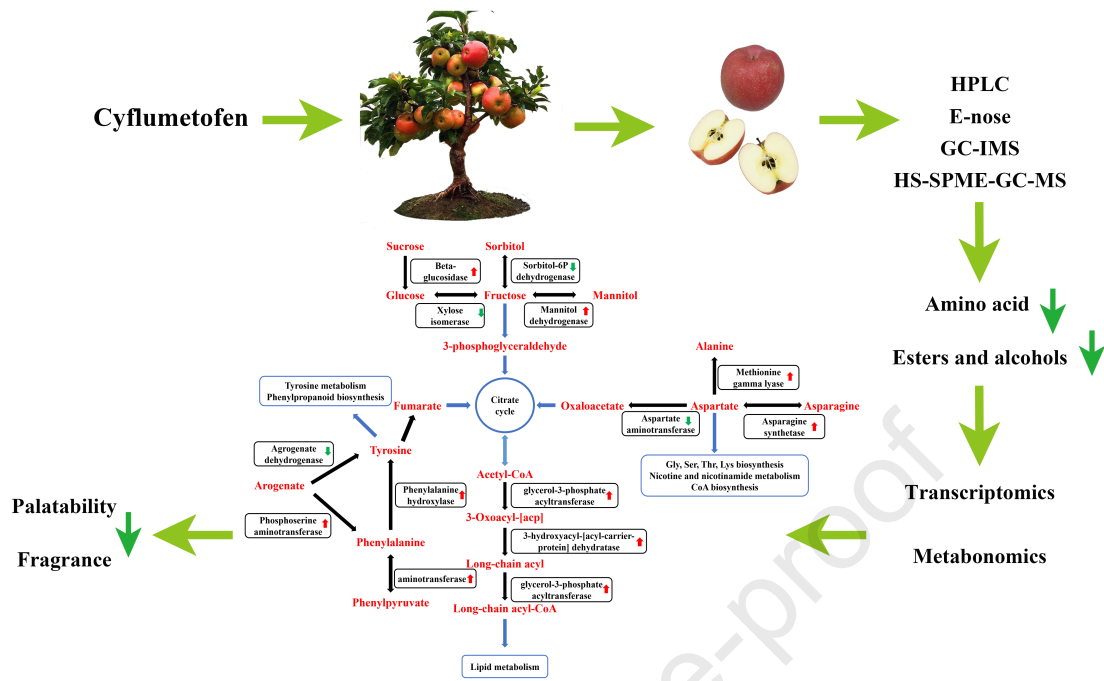 Cyflumetofen
HPLC
E-nose
GC-IMS
HS-SPME-GC-MS
Amino acid
Esters and alcohols
Transcriptomics
Metabonomics
Sucrose
Sorbitol
Beta-
glucosidase
Sorbitol-6P
dehydrogenase
Glucose
Fructose
Mannitol
Xylose
isomerase
Mannitol
dehydrogenase
3-phosphoglyceraldehyde
Citrate
cycle
Alanine
Methionine
gamma lyase
Oxaloacetate
Aspartate
Asparagine
Aspartate
aminotransferase
Asparagine
synthetase
Gly, Ser, Thr, Lys biosynthesis
Nicotine and nicotinamide metabolism
CoA biosynthesis
Tyrosine metabolism
Phenylpropanoid biosynthesis
Fumarate
Tyrosine
Agrogenate
dehydrogenase
Arogenate
Phenylalanine
hydroxylase
Phosphoserine
aminotransferase
Phenylalanine
aminotransferase
Phenylpyruvate
Acetyl-CoA
glycerol-3-phosphate
acyltransferase
3-Oxoacyl-[acp]
3-hydroxyacyl-[acyl-carrier-
protein] dehydratase
Long-chain acyl
glycerol-3-phosphate
acyltransferase
Long-chain acyl-CoA
Lipid metabolism
Palatability
Fragrance
e-proof